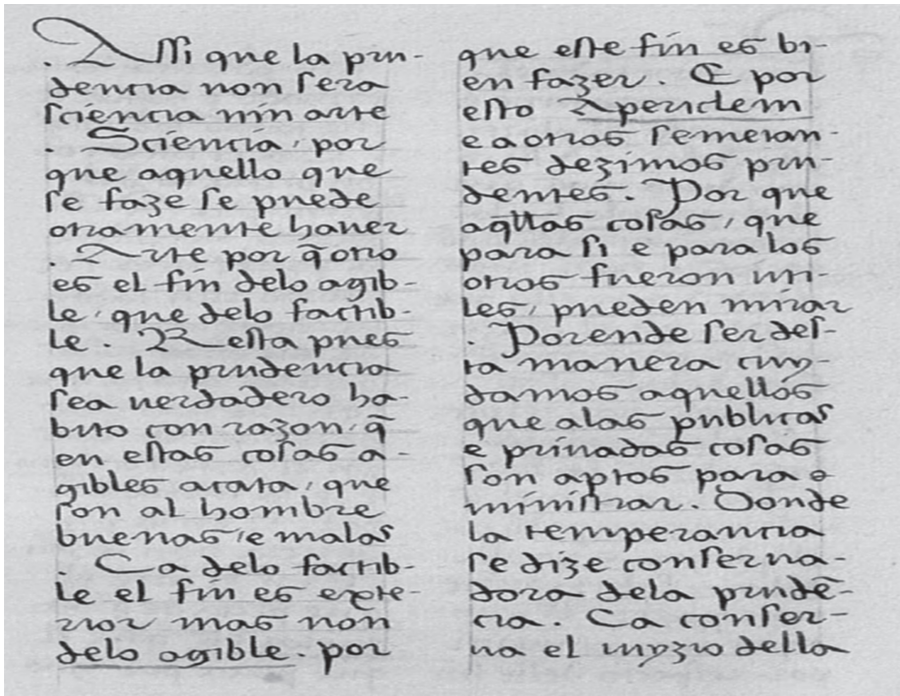 . Assi que la pru-
dencia non sera
sciencia nin arte
. Sciencia, por
que aquello que
se faze se puede
otramente hauer
. Arte por q̃ otro
es el fin delo agib-
le, que delo factib-
le. Resta pues
que la prudencia
sea uerdadero ha-
bito con razon, q̃
en estas cosas a-
gibles acata, que
son al hombre
buenas, e malas
. Ca delo factib-
le el fin es exte-
rior mas non
delo agible. por
que este fin es bi-
en fazer. E por
esto Apericlem
e a otros semeian-
tes dezimos pru-
dentes. Por que
aq̃llas cosas, que
para si e para los
otros fueron uti-
les, pueden mirar
. Porende ser des-
ta manera cuy-
damos aquellos
que alas publicas
e priuadas cosas
son aptos para a
ministrar. Donde
la temperancia
se dize conserua-
dora dela prudẽ-
cia. Ca conser-
ua el iuyzio della